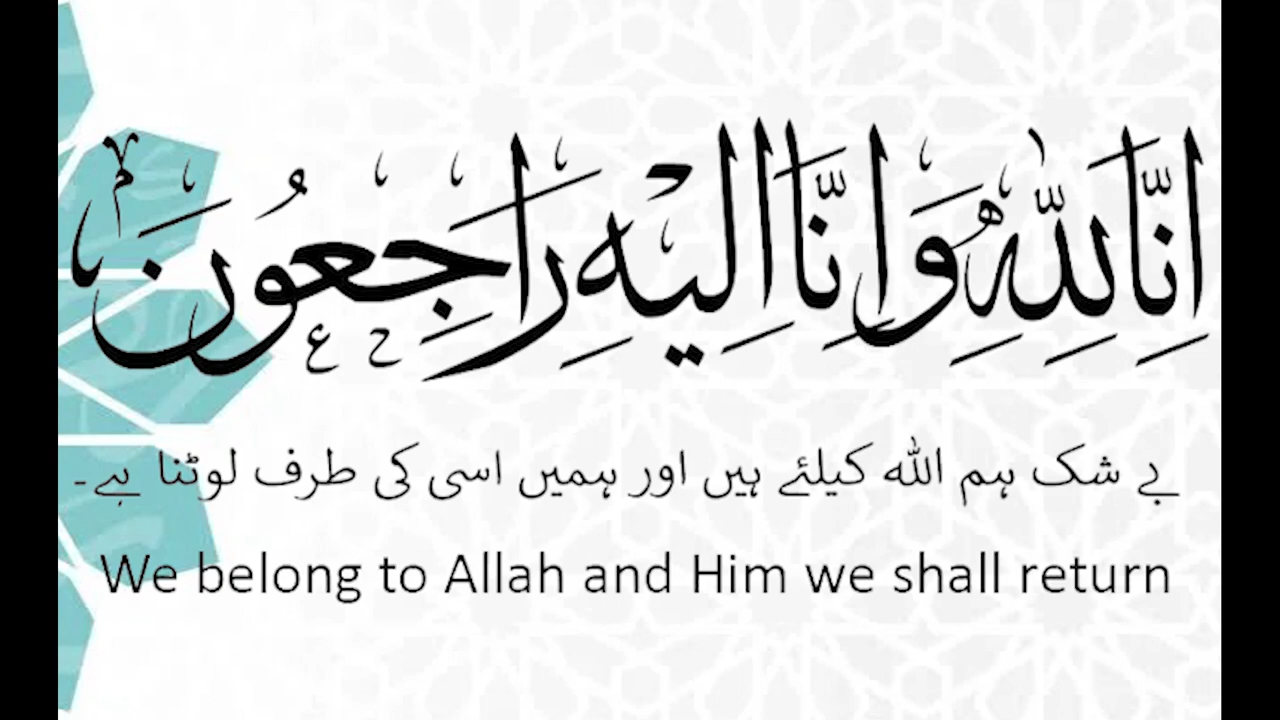 اِنَّا لِلّٰهِ وَاِنَّا اِلَيْهِ رَاجِعُوْنَ
بے شک ہم اللہ کیلئے ہیں اور ہمیں اسی کی طرف لوٹنا ہے۔
We belong to Allah and Him we shall return